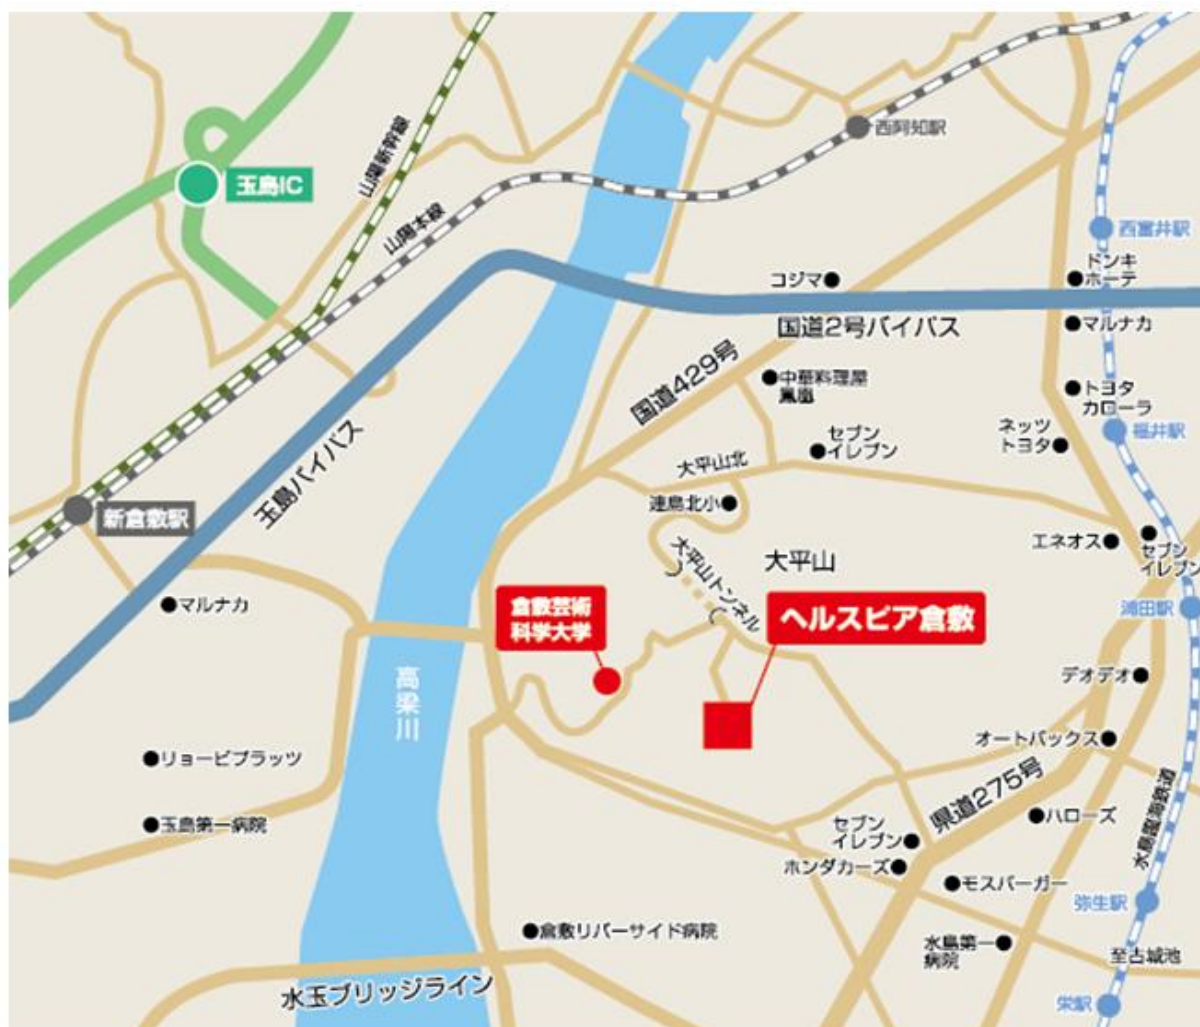 山陽新幹線
西阿知駅
玉島IC
山陽本線
西富井駅
ドンキ
ホーテ
コジマ
国道2号バイパス
マルナカ
国道429号
中華料理屋
鳳凰
トヨタ
カローラ
福井駅
ネッツ
トヨタ
セブン
イレブン
大平山北
玉島バイパス
連島北小
新倉敷駅
大平山トンネル
大平山
エネオス
セブン
イレブン
マルナカ
倉敷芸術
科学大学
ヘルスピア倉敷
浦田駅
高梁川
デオデオ
オートバックス
リョービプラッツ
県道275号
水島臨海鉄道
玉島第一病院
セブン
イレブン
ハローズ
ホンダカーズ
モスバーガー
弥生駅
倉敷リバーサイド病院
水島第一
病院
至古城池
水玉ブリッジライン
栄駅